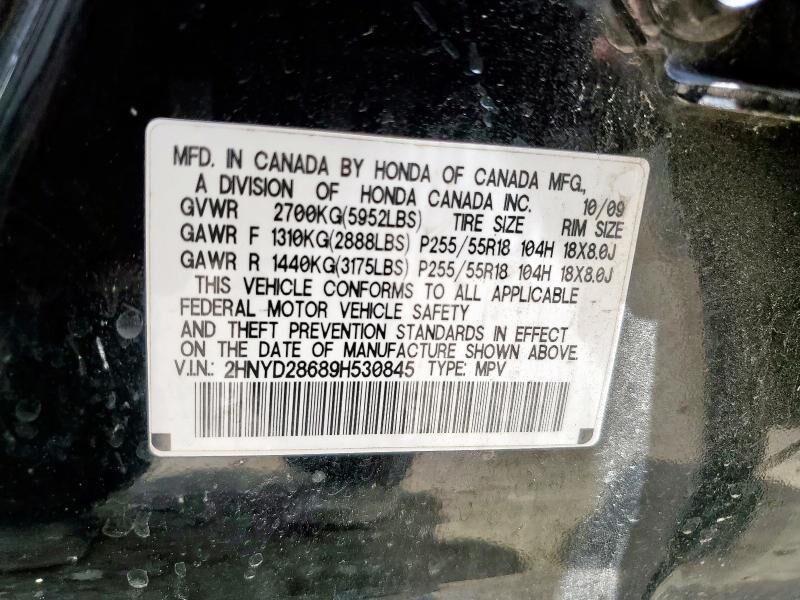 MFD. IN CANADA BY HONDA OF CANADA MFG.,
A DIVISION OF HONDA CANADA INC. 10/09
GVWR 2700KG(5952LBS) TIRE SIZE RIM SIZE
GAWR F 1310KG(2888LBS) P255/55R18 104H 18X8.0J
GAWR R 1440KG(3175LBS) P255/55R18 104H 18X8.0J
THIS VEHICLE CONFORMS TO ALL APPLICABLE
FEDERAL MOTOR VEHICLE SAFETY
AND THEFT PREVENTION STANDARDS IN EFFECT
ON THE DATE OF MANUFACTURE SHOWN ABOVE.
V.I.N.: 2HNYD28689H530845 TYPE: MPV